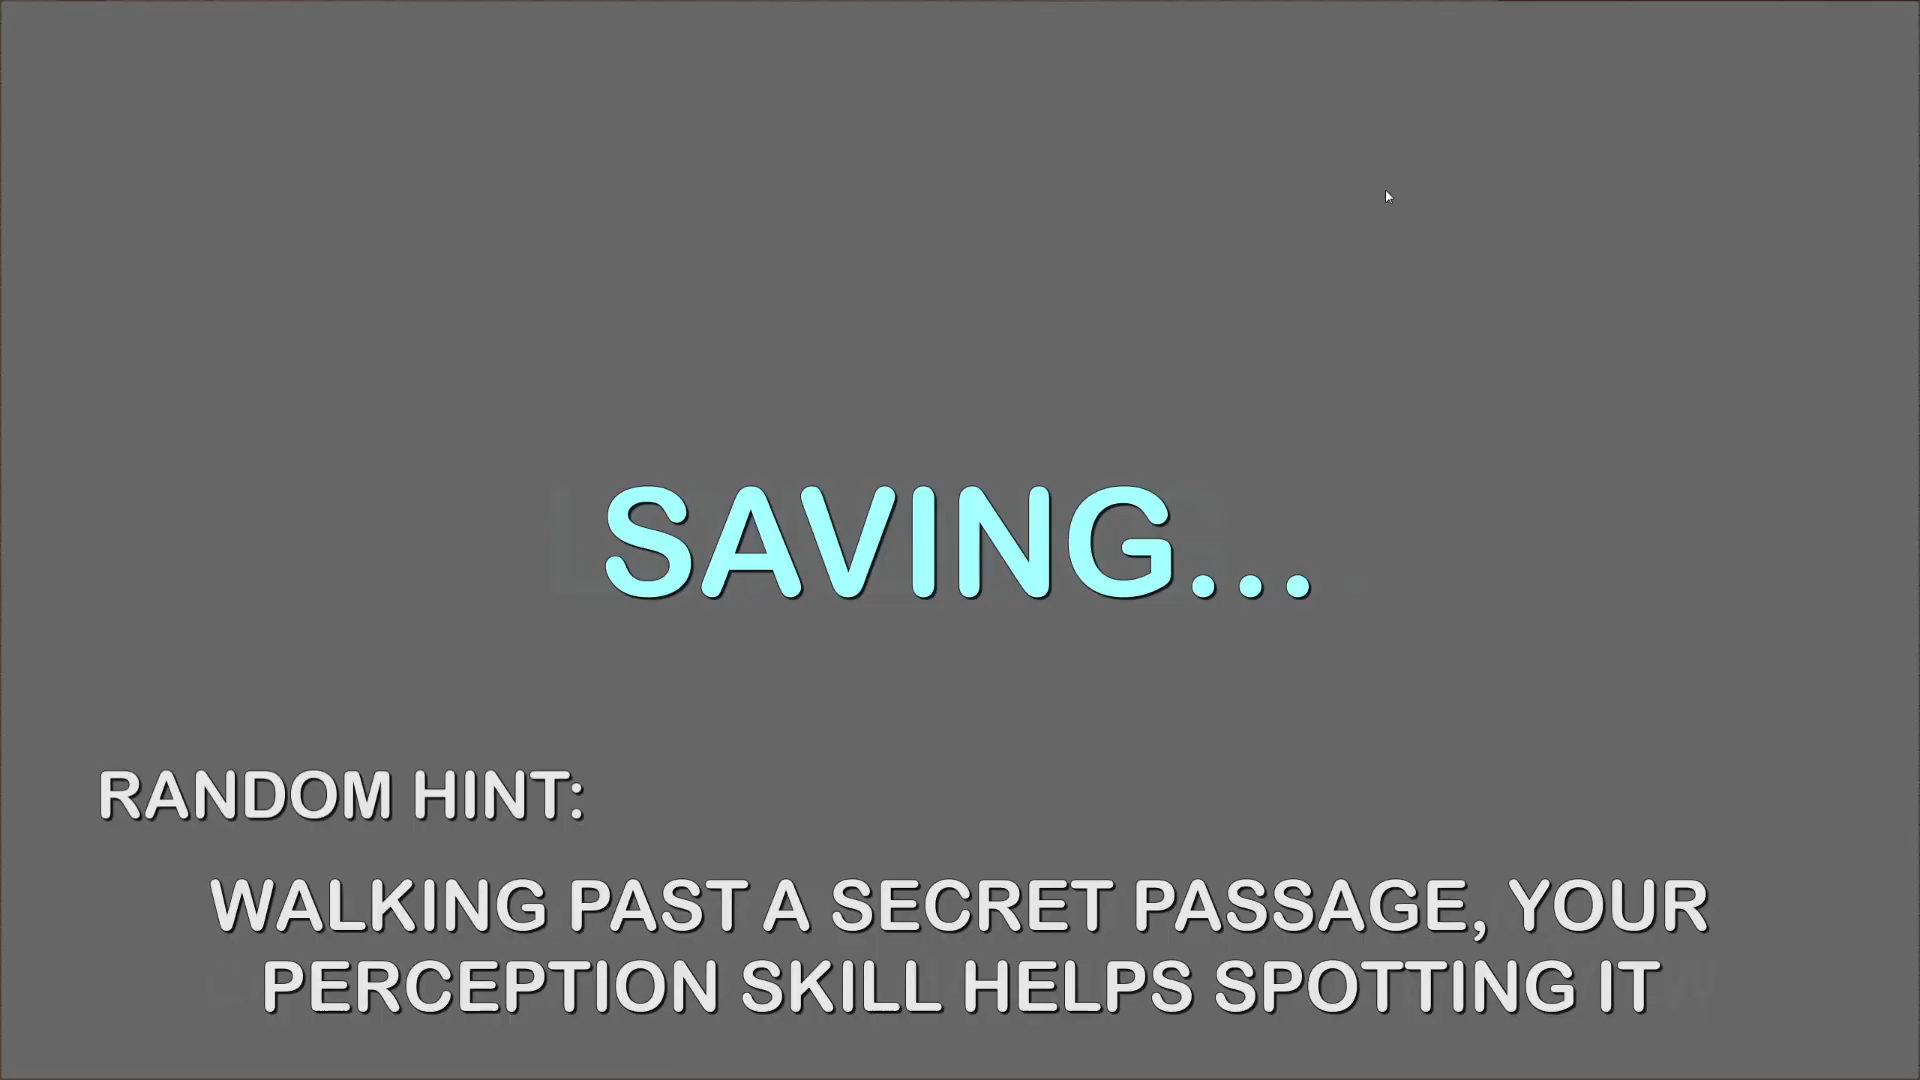 SAVING...
RANDOM HINT:
WALKING PAST A SECRET PASSAGE, YOUR
PERCEPTION SKILL HELPS SPOTTING IT